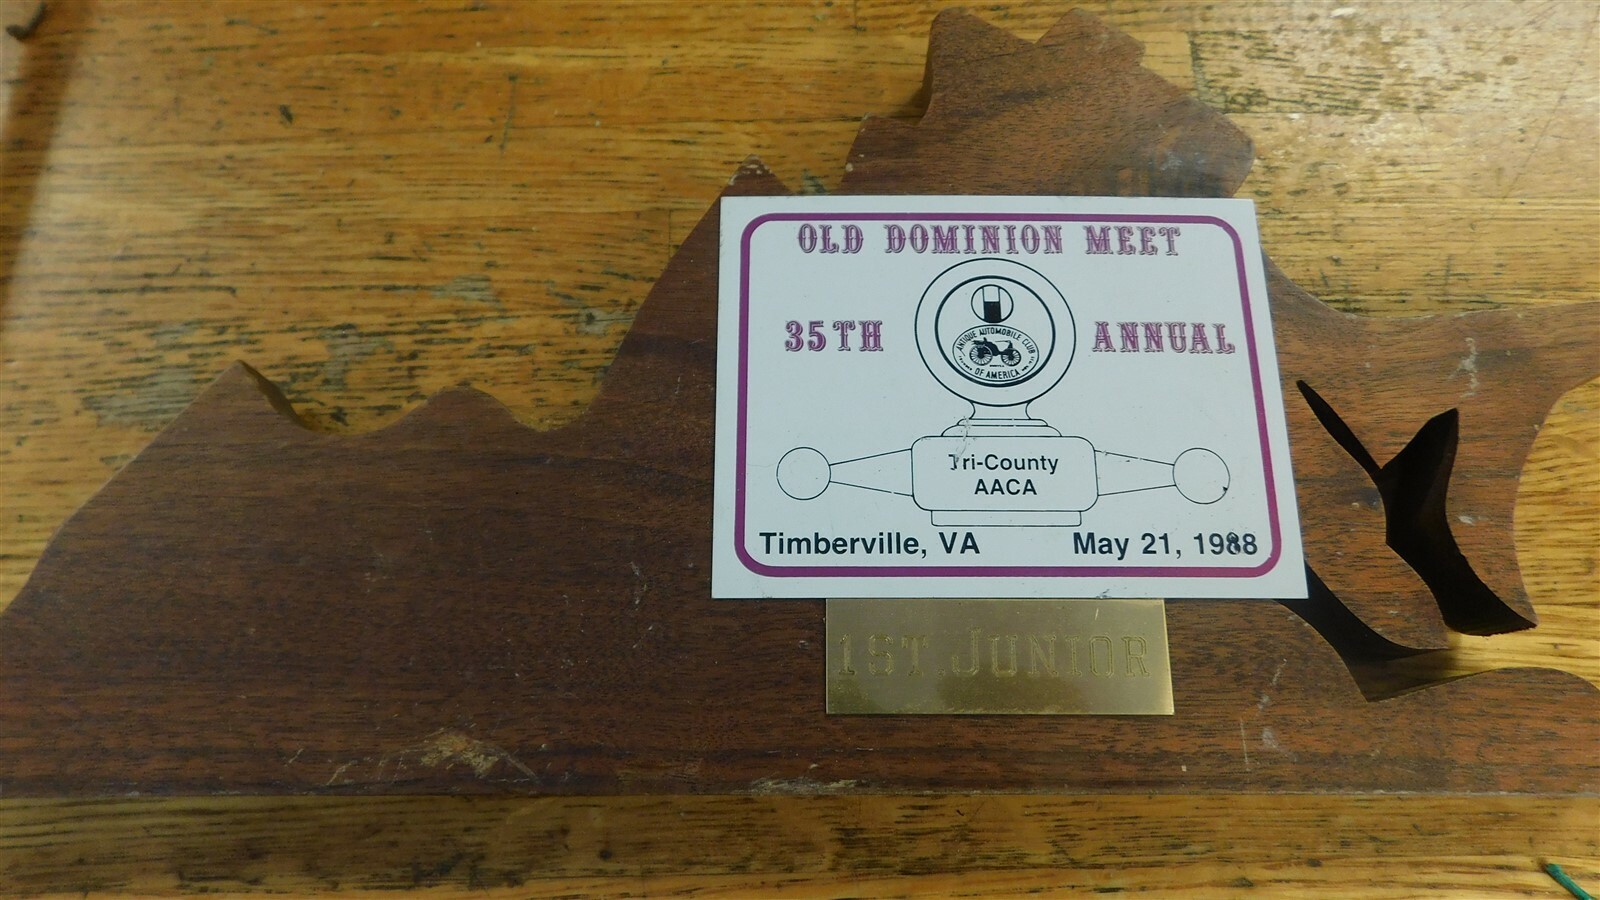 OLD DOMINION MEET
35TH ANNUAL
ANTIQUE AUTOMOBILE CLUB
OF AMERICA
Tri-County
AACA
Timberville, VA May 21, 1988
1ST JUNIOR